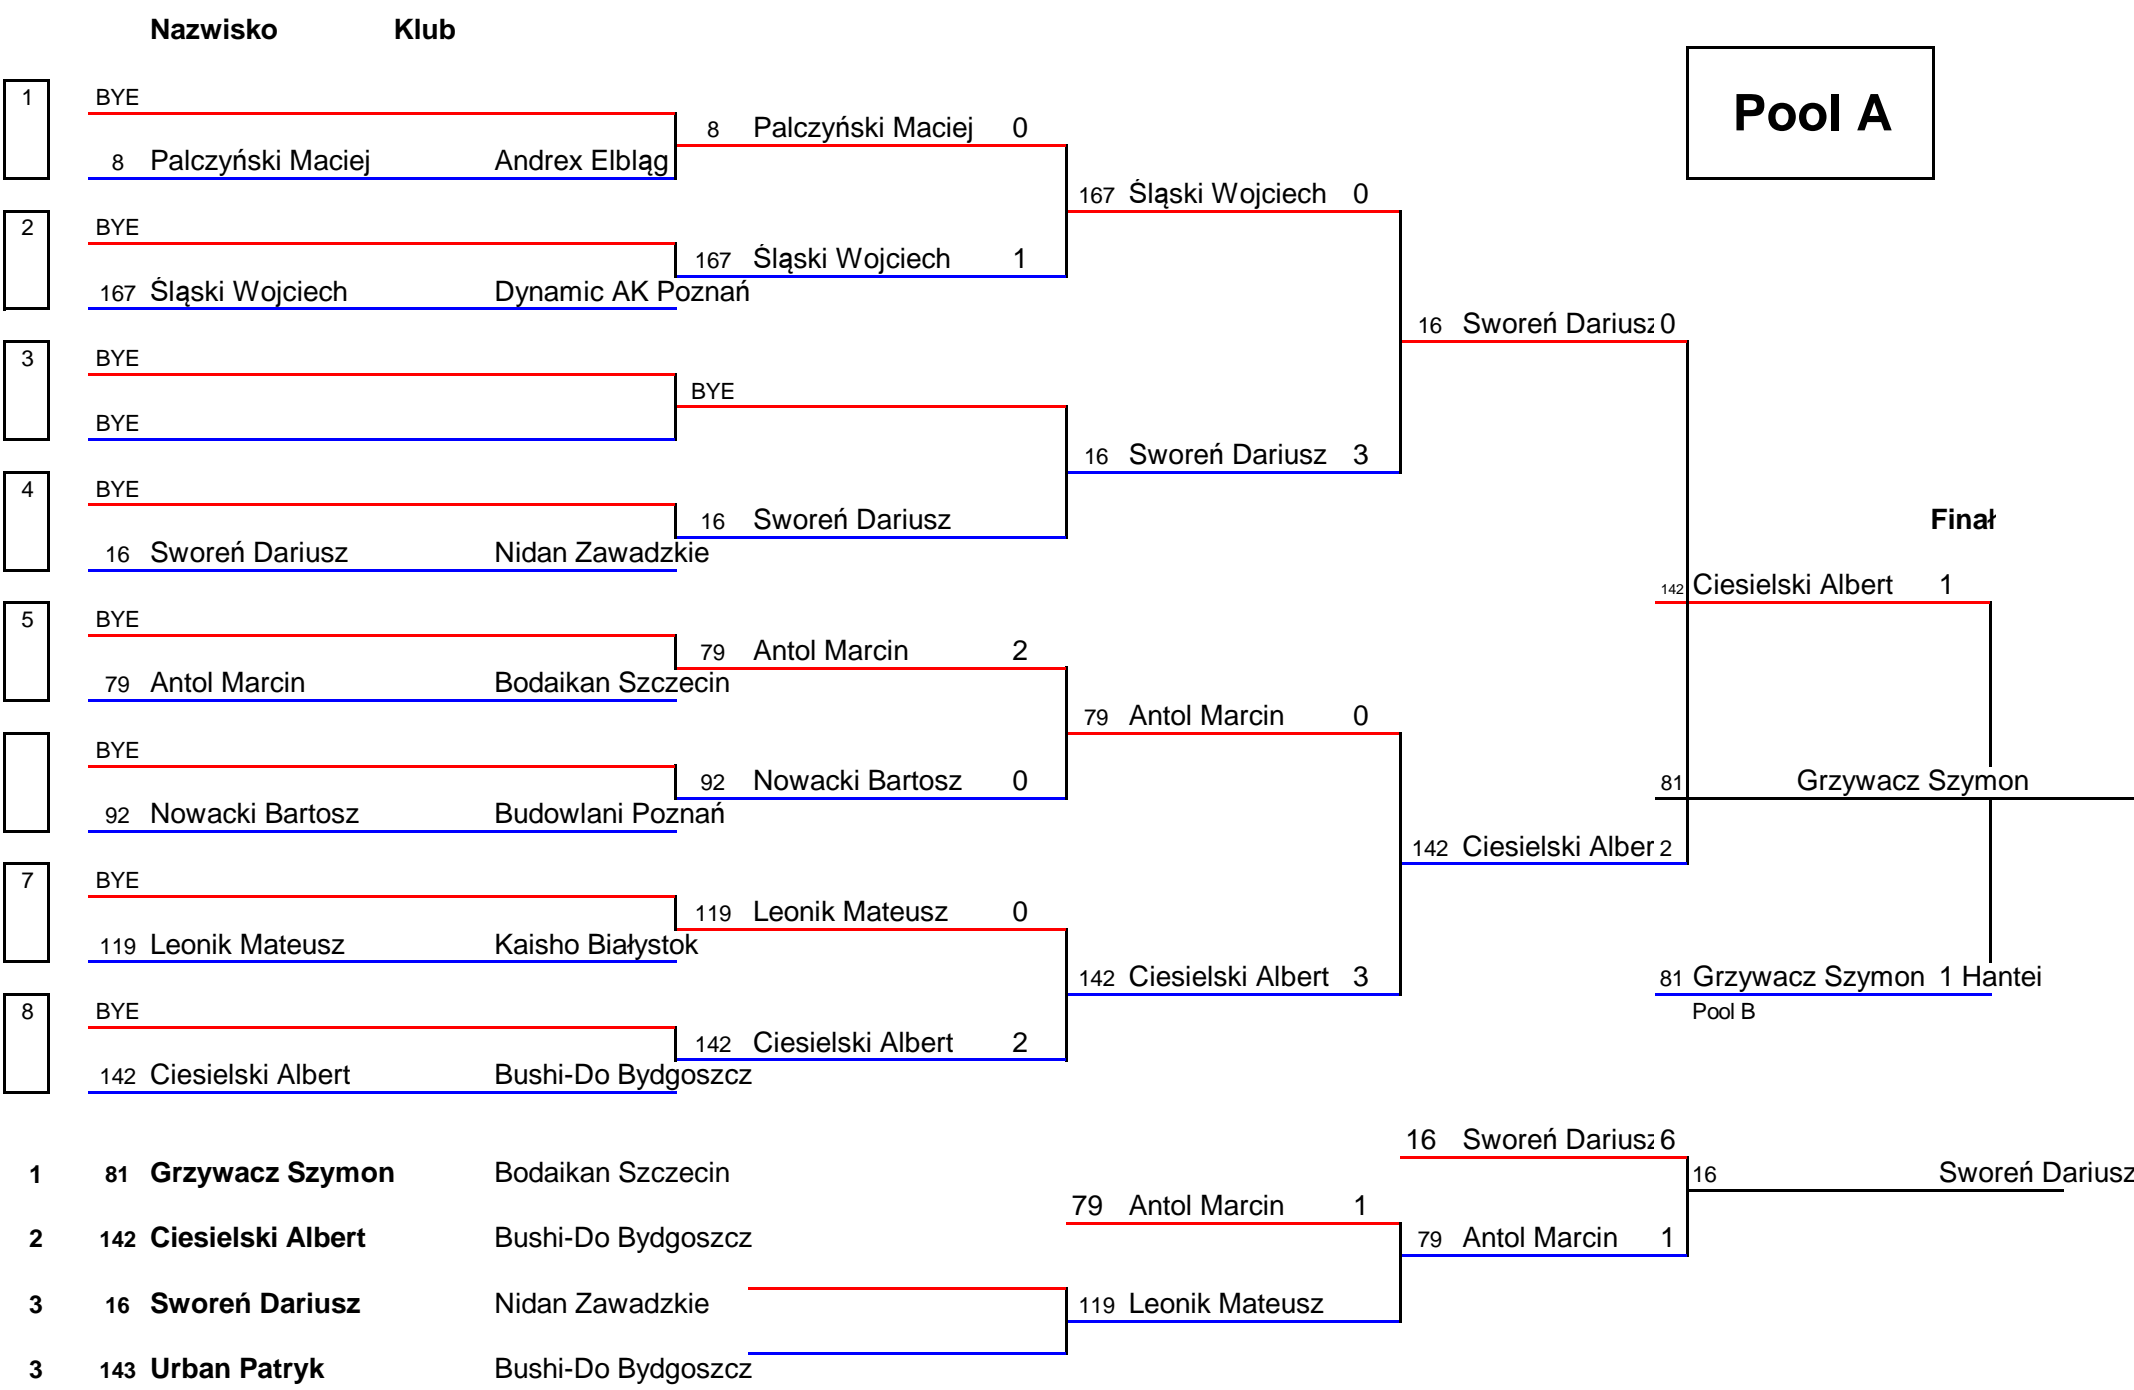 Nazwisko Klub
Pool A
1 BYE
8 Palczyński Maciej 0
8 Palczyński Maciej Andrex Elbląg
167 Śląski Wojciech 0
2 BYE
167 Śląski Wojciech 1
167 Śląski Wojciech Dynamic AK Poznań
16 Sworeń Dariusz 0
3 BYE
BYE
BYE
16 Sworeń Dariusz 3
4 BYE
16 Sworeń Dariusz
Finał
16 Sworeń Dariusz Nidan Zawadzkie
142 Ciesielski Albert 1
5 BYE
79 Antol Marcin 2
79 Antol Marcin Bodaikan Szczecin
79 Antol Marcin 0
BYE
92 Nowacki Bartosz 0
81 Grzywacz Szymon
92 Nowacki Bartosz Budowlani Poznań
142 Ciesielski Alber 2
7 BYE
119 Leonik Mateusz 0
119 Leonik Mateusz Kaisho Białystok
142 Ciesielski Albert 3
81 Grzywacz Szymon 1 Hantei
8 BYE
Pool B
142 Ciesielski Albert 2
142 Ciesielski Albert Bushi-Do Bydgoszcz
16 Sworeń Dariusz 6
1 81 Grzywacz Szymon Bodaikan Szczecin
16 Sworeń Dariusz
79 Antol Marcin 1
2 142 Ciesielski Albert Bushi-Do Bydgoszcz
79 Antol Marcin 1
3 16 Sworeń Dariusz Nidan Zawadzkie
119 Leonik Mateusz
3 143 Urban Patryk Bushi-Do Bydgoszcz